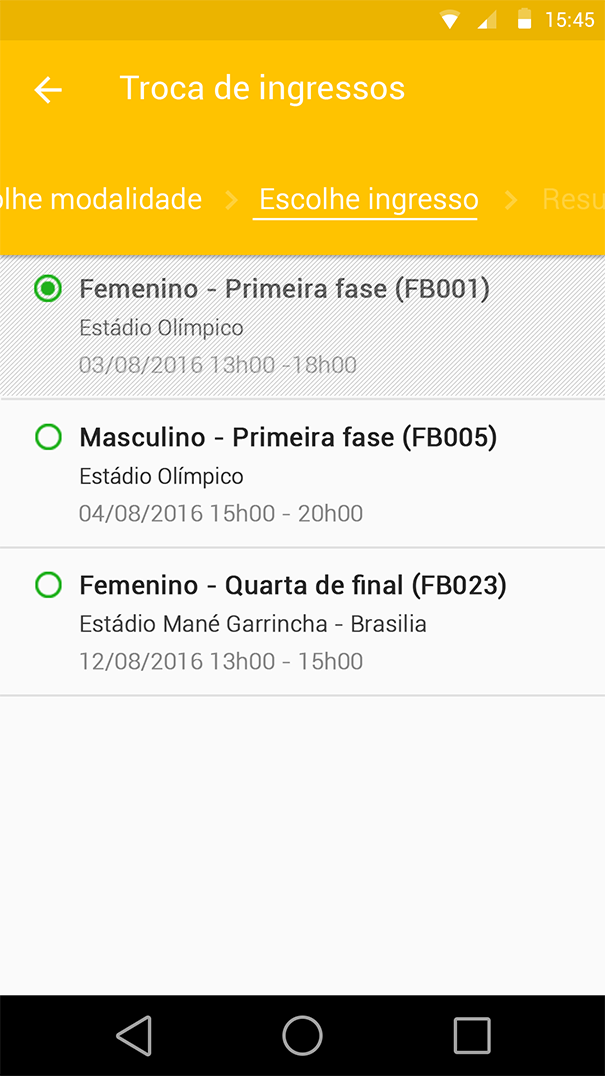 15:45
Troca de ingressos
olhe modalidade > Escolhe ingresso > Resu
Femenino - Primeira fase (FB001)
Estádio Olímpico
03/08/2016 13h00 -18h00
Masculino - Primeira fase (FB005)
Estádio Olímpico
04/08/2016 15h00 - 20h00
Femenino - Quarta de final (FB023)
Estádio Mané Garrincha - Brasilia
12/08/2016 13h00 - 15h00